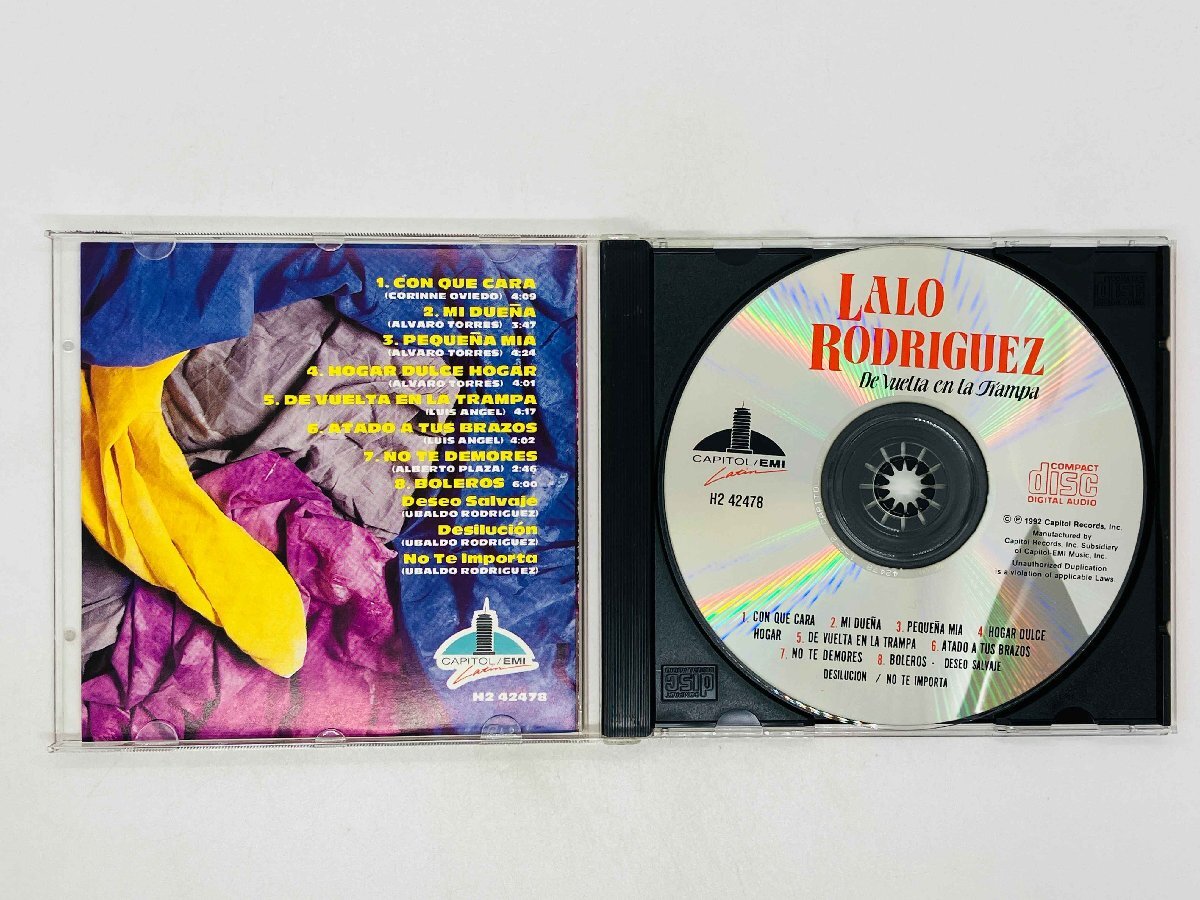 1. CON QUE CARA
(CORINNE OVIEDO) 4:09
2. MI DUEÑA
(ALVARO TORRES) 3:47
3. PEQUEÑA MIA
(ALVARO TORRES) 4:24
4. HOGAR DULCE HOGAR
(ALVARO TORRES) 4:01
5. DE VUELTA EN LA TRAMPA
(LUIS ANGEL) 4:17
6. ATADO A TUS BRAZOS
(LUIS ANGEL) 4:02
7. NO TE DEMORES
(ALBERTO PLAZA) 2:46
8. BOLEROS 6:00
Deseo Salvaje
(UBALDO RODRIGUEZ)
Desilución
(UBALDO RODRIGUEZ)
No Te Importa
(UBALDO RODRIGUEZ)
CAPITOL/EMI
Latin
H2 42478
LALO
RODRIGUEZ
De Vuelta en la Trampa
CAPITOL/EMI
Latin
H2 42478
COMPACT
disc
DIGITAL AUDIO
© ℗ 1992 Capitol Records, Inc.
Manufactured by
Capitol Records, Inc. Subsidiary
of Capitol-EMI Music, Inc.
Unauthorized Duplication
is a violation of applicable Laws.
1. CON QUE CARA 2. MI DUEÑA 3. PEQUEÑA MIA 4. HOGAR DULCE
HOGAR 5. DE VUELTA EN LA TRAMPA 6. ATADO A TUS BRAZOS
7. NO TE DEMORES 8. BOLEROS - DESEO SALVAJE
DESILUCION / NO TE IMPORTA
disc